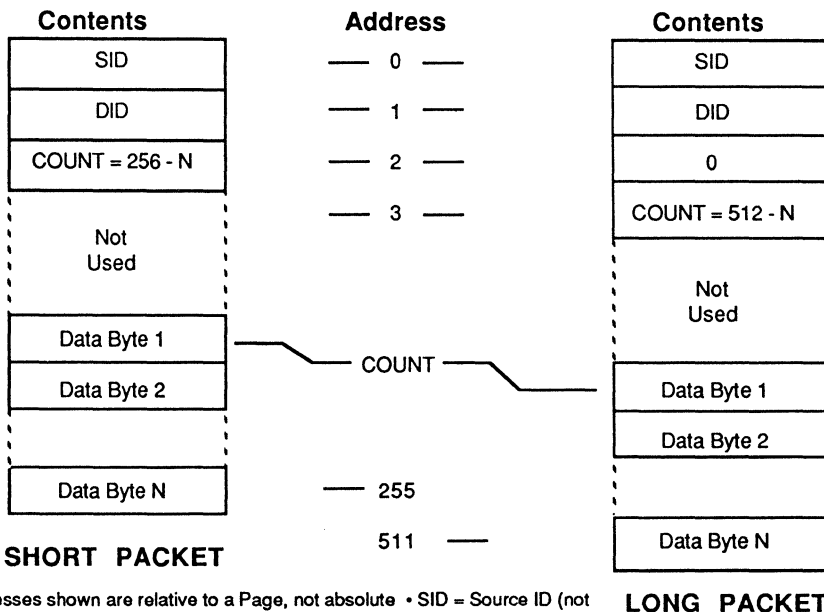 Contents Address Contents
SID 0 SID
DID 1 DID
COUNT = 256 - N 2 0
3 COUNT = 512 - N
Not
Used
Not
Used
Data Byte 1
COUNT
Data Byte 2 Data Byte 1
Data Byte 2
Data Byte N 255
511 Data Byte N
SHORT PACKET
esses shown are relative to a Page, not absolute • SID = Source ID (not
LONG PACKET